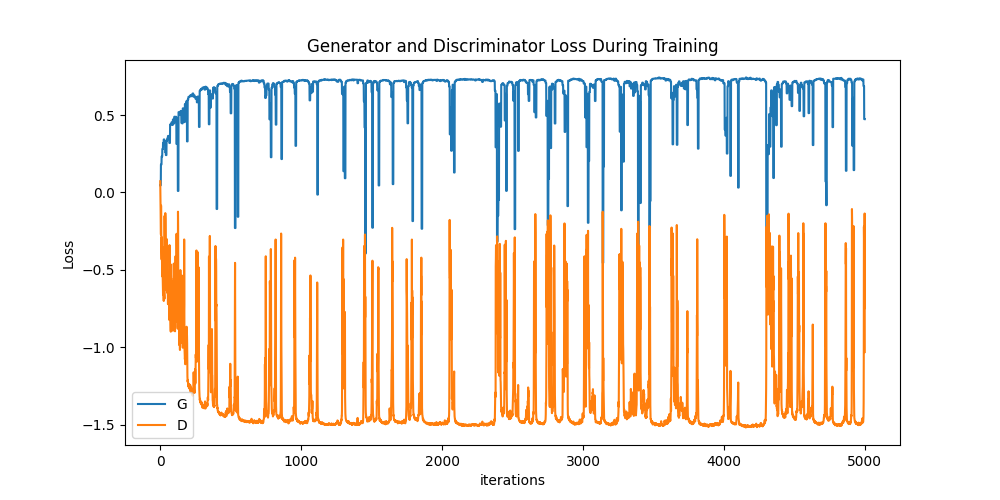 Generator and Discriminator Loss During Training
Loss
0.5
0.0
−0.5
−1.0
−1.5
G
D
0
1000
2000
3000
4000
5000
iterations